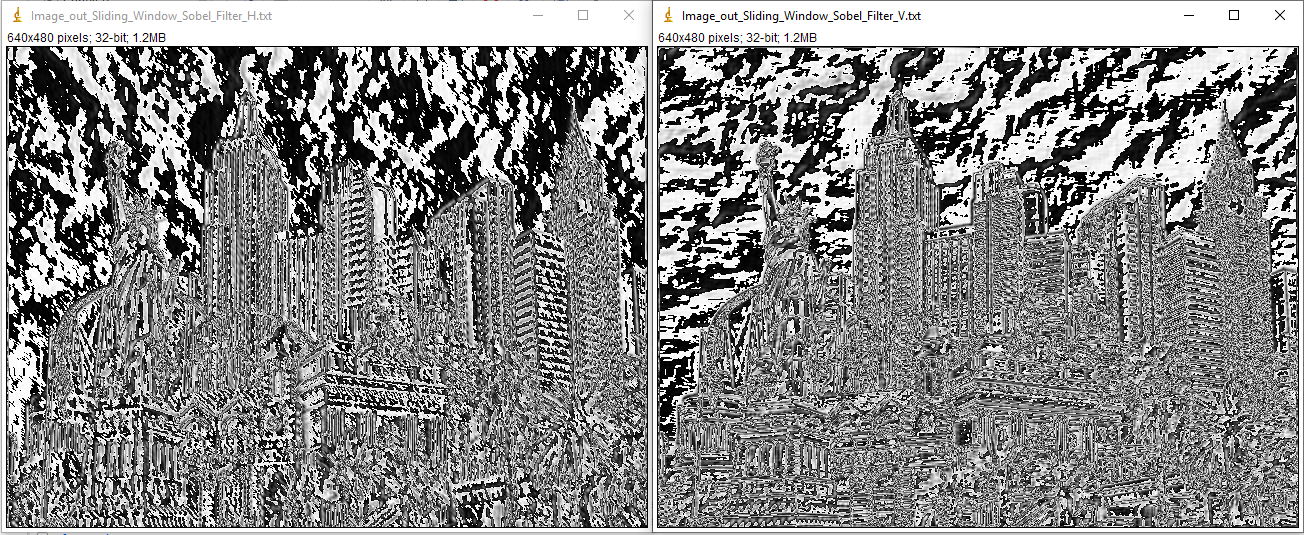 Image_out_Sliding_Window_Sobel_Filter_H.txt
640x480 pixels; 32-bit; 1.2MB
Image_out_Sliding_Window_Sobel_Filter_V.txt
640x480 pixels; 32-bit; 1.2MB